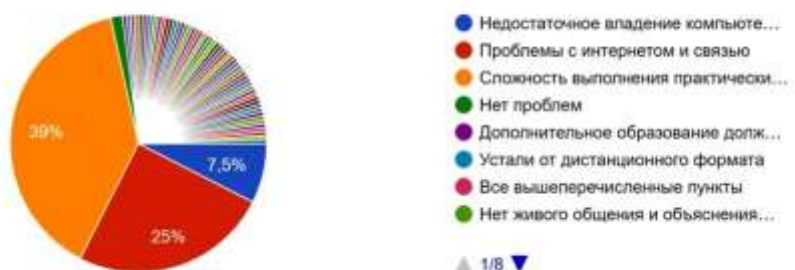 39%
7,5%
25%
Недостаточное владение компьюте...
Проблемы с интернетом и связью
Сложность выполнения практически...
Нет проблем
Дополнительное образование долж...
Устали от дистанционного формата
Все вышеперечисленные пункты
Нет живого общения и объяснения...
1/8